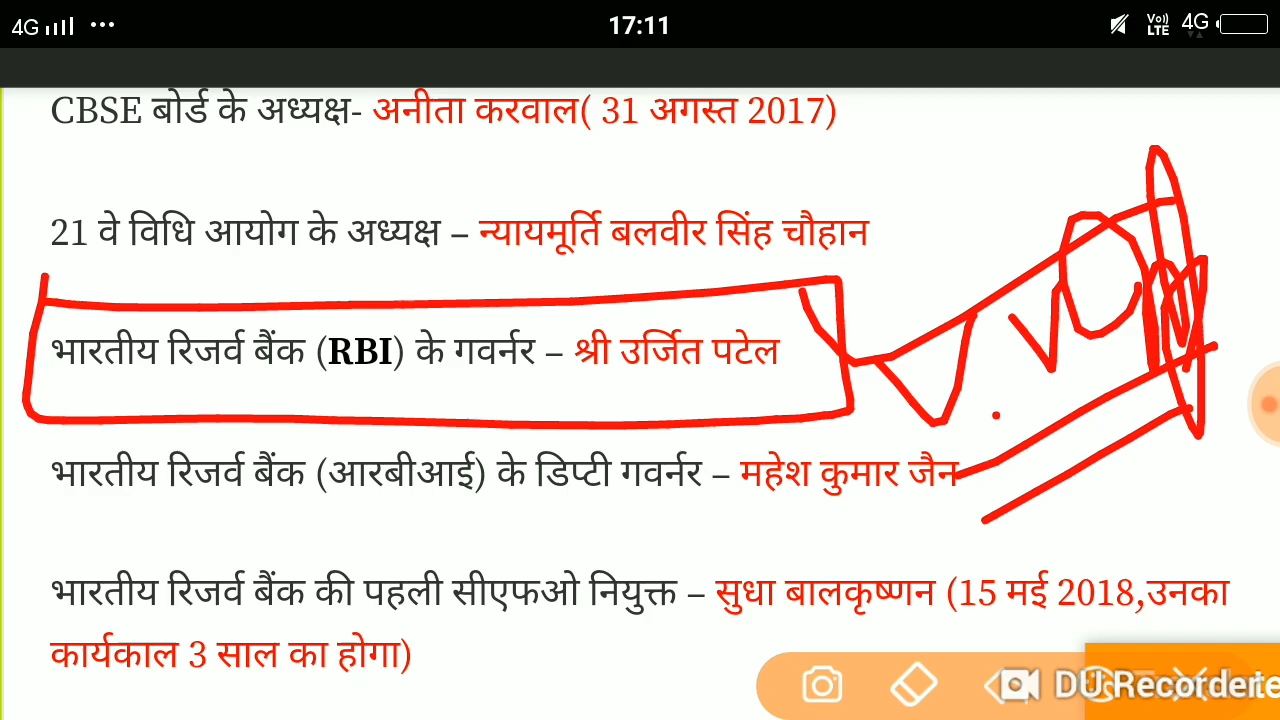 4G 17:11 Vo)) LTE 4G
CBSE बोर्ड के अध्यक्ष- अनीता करवाल( 31 अगस्त 2017)
21 वे विधि आयोग के अध्यक्ष – न्यायमूर्ति बलवीर सिंह चौहान
भारतीय रिजर्व बैंक (RBI) के गवर्नर – श्री उर्जित पटेल
भारतीय रिजर्व बैंक (आरबीआई) के डिप्टी गवर्नर – महेश कुमार जैन
भारतीय रिजर्व बैंक की पहली सीएफओ नियुक्त – सुधा बालकृष्णन (15 मई 2018,उनका
कार्यकाल 3 साल का होगा)
DU Recorder